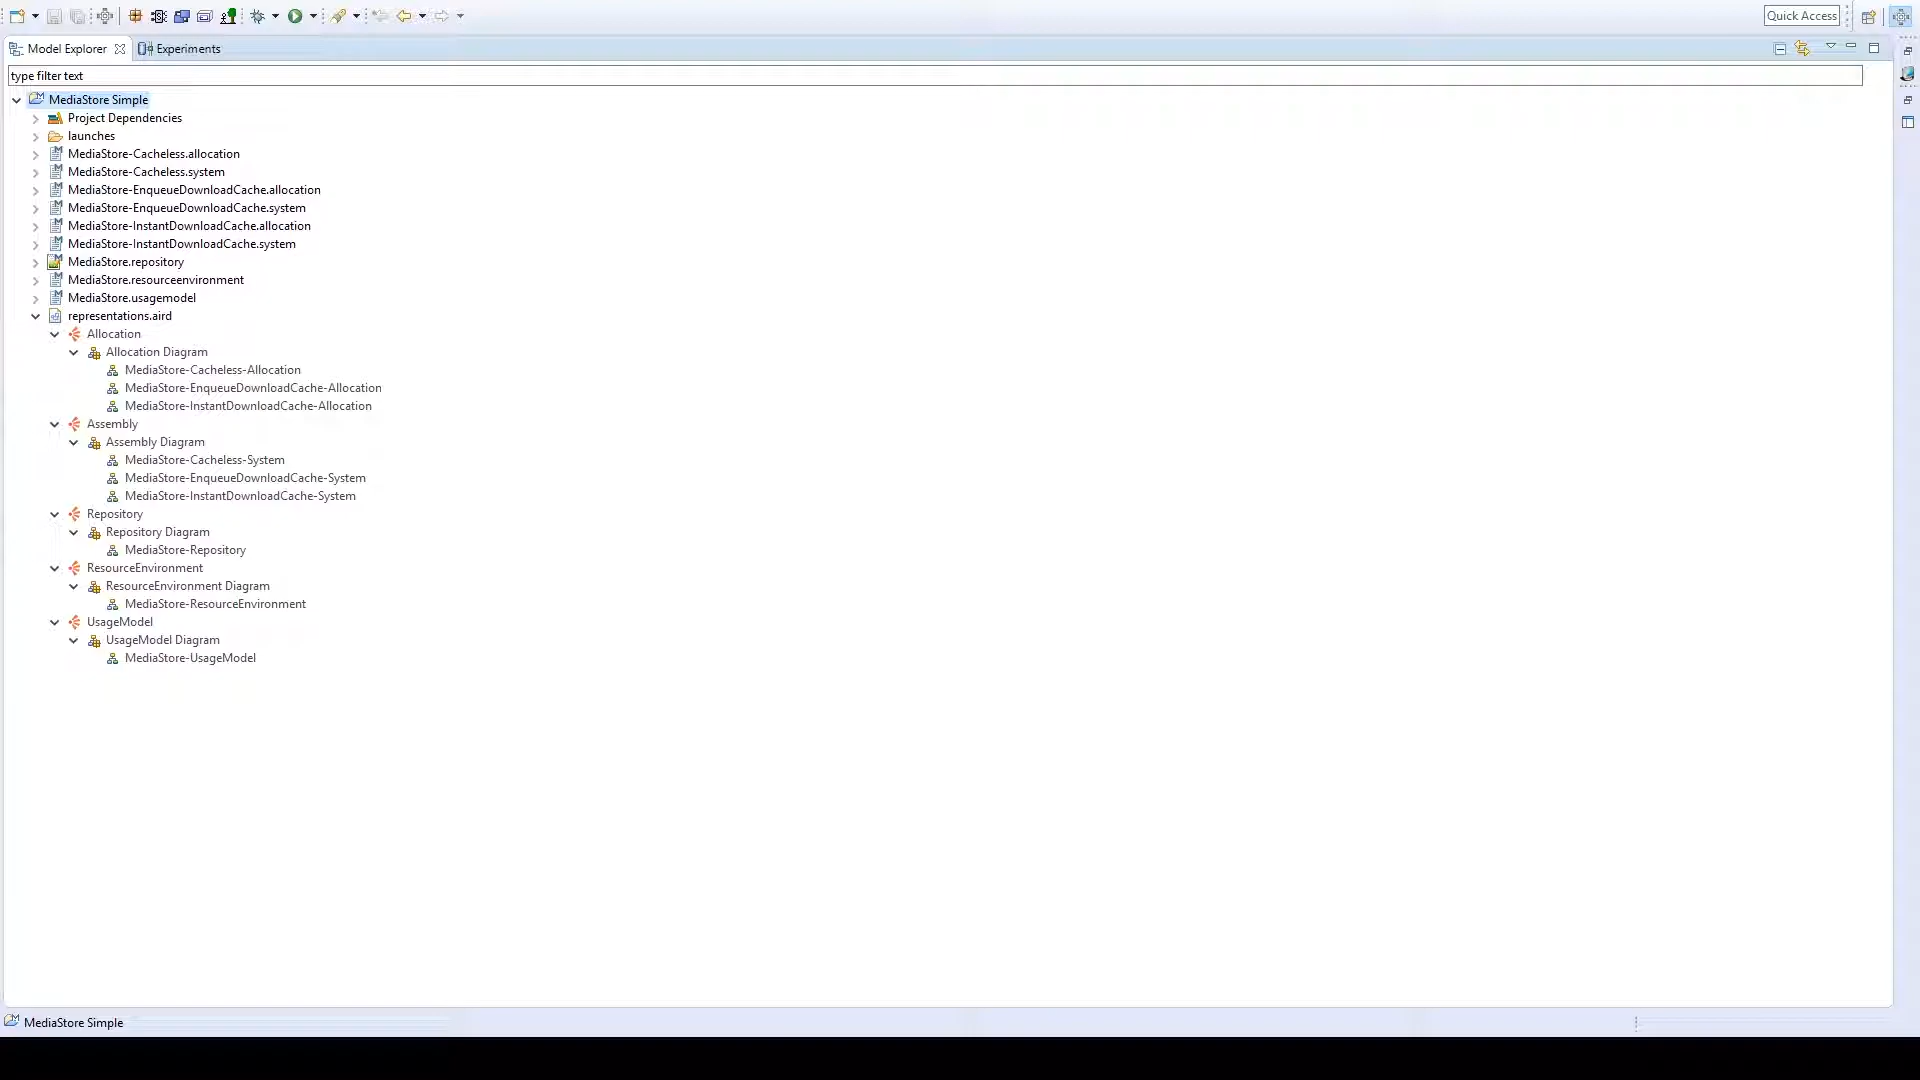 Quick Access
Model Explorer Experiments
type filter text
MediaStore Simple
Project Dependencies
launches
MediaStore-Cacheless.allocation
MediaStore-Cacheless.system
MediaStore-EnqueueDownloadCache.allocation
MediaStore-EnqueueDownloadCache.system
MediaStore-InstantDownloadCache.allocation
MediaStore-InstantDownloadCache.system
MediaStore.repository
MediaStore.resourceenvironment
MediaStore.usagemodel
representations.aird
Allocation
Allocation Diagram
MediaStore-Cacheless-Allocation
MediaStore-EnqueueDownloadCache-Allocation
MediaStore-InstantDownloadCache-Allocation
Assembly
Assembly Diagram
MediaStore-Cacheless-System
MediaStore-EnqueueDownloadCache-System
MediaStore-InstantDownloadCache-System
Repository
Repository Diagram
MediaStore-Repository
ResourceEnvironment
ResourceEnvironment Diagram
MediaStore-ResourceEnvironment
UsageModel
UsageModel Diagram
MediaStore-UsageModel
MediaStore Simple